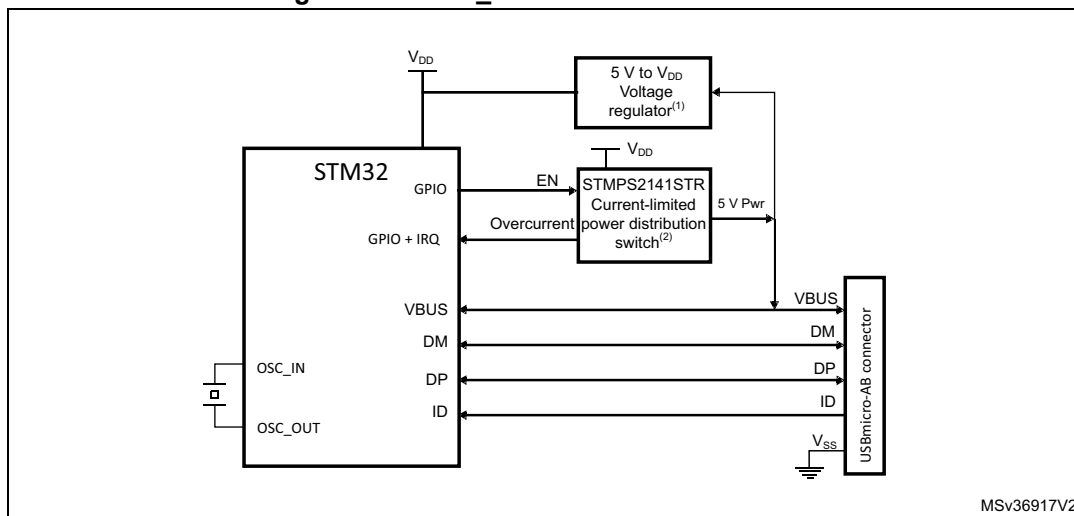 V_DD
5 V to V_DD
Voltage
regulator(1)
V_DD
STM32
GPIO
EN
STMPS2141STR
Current-limited
power distribution
switch(2)
5 V Pwr
Overcurrent
GPIO + IRQ
VBUS
VBUS
DM
DM
DP
DP
ID
ID
OSC_IN
OSC_OUT
V_SS
USBmicro-AB connector
MSv36917V2